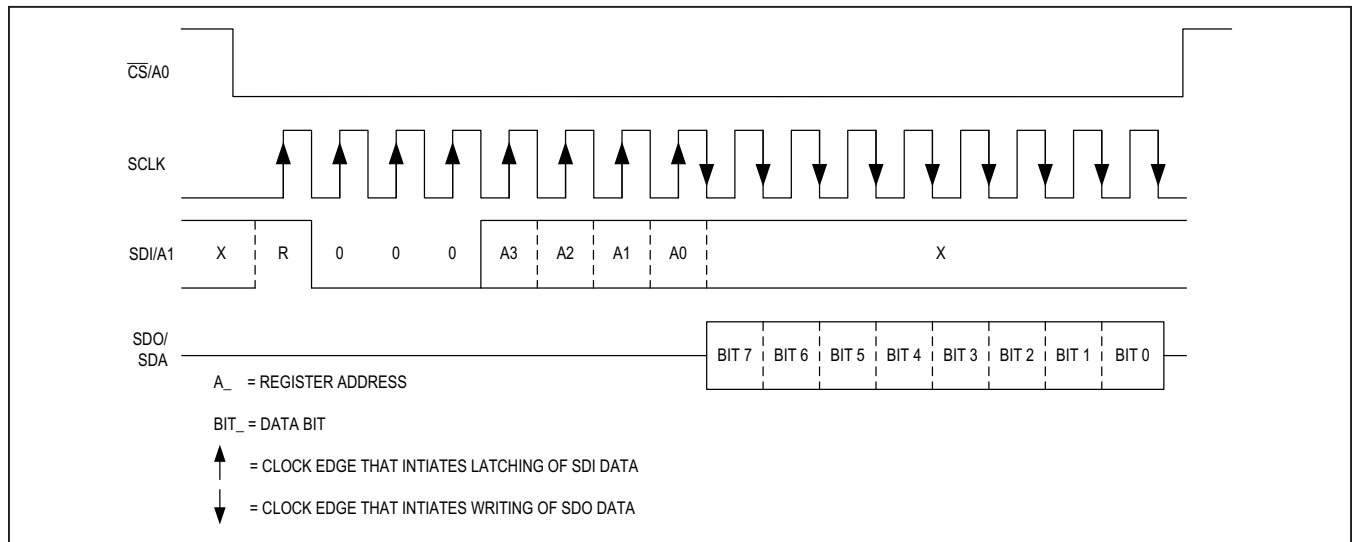 C̅S̅/A0
SCLK
SDI/A1 X R 0 0 0 A3 A2 A1 A0 X
SDO/
SDA
BIT 7 BIT 6 BIT 5 BIT 4 BIT 3 BIT 2 BIT 1 BIT 0
A_ = REGISTER ADDRESS
BIT_ = DATA BIT
= CLOCK EDGE THAT INTIATES LATCHING OF SDI DATA
= CLOCK EDGE THAT INTIATES WRITING OF SDO DATA